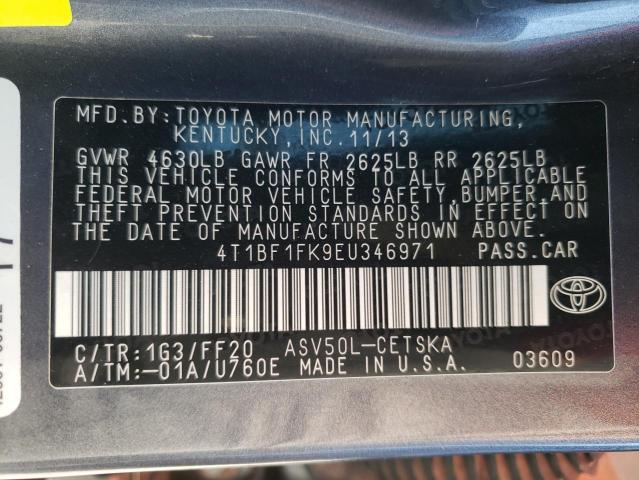 MFD.BY:TOYOTA MOTOR MANUFACTURING,
KENTUCKY,INC.11/13
GVWR 4630LB GAWR FR 2625LB RR 2625LB
THIS VEHICLE CONFORMS TO ALL APPLICABLE
FEDERAL MOTOR VEHICLE SAFETY,BUMPER,AND
THEFT PREVENTION STANDARDS IN EFFECT ON
THE DATE OF MANUFACTURE SHOWN ABOVE.
4T1BF1FK9EU346971 PASS.CAR
C/TR:1G3/FF20 ASV50L-CETSKA
A/TM:-01A/U760E MADE IN U.S.A. 03609